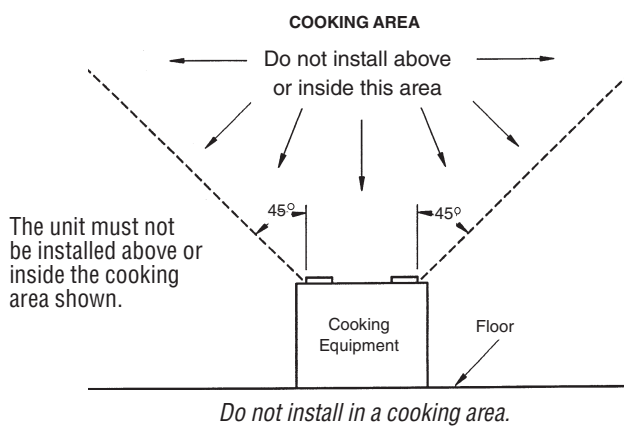 COOKING AREA
Do not install above
or inside this area
45°
45°
The unit must not
be installed above or
inside the cooking
area shown.
Cooking
Equipment
Floor
Do not install in a cooking area.